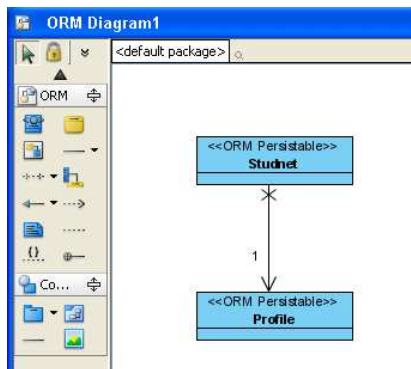 ORM Diagram1
<default package>
ORM
<<ORM Persistable>>
Studnet
1
<<ORM Persistable>>
Profile
Co...